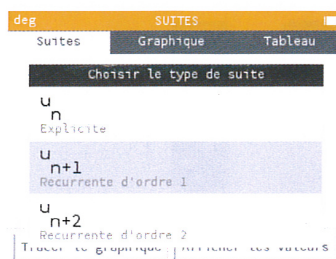 deg SUITES
Suites Graphique Tableau
Choisir le type de suite
u
n
Explicite
u
n+1
Recurrente d'ordre 1
u
n+2
Recurrente d'ordre 2
Tracer le graphique Afficher les valeurs